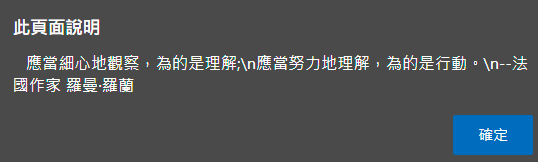 此頁面說明
應當細心地觀察，為的是理解;\n應當努力地理解，為的是行動。\n--法
國作家 羅曼·羅蘭
確定